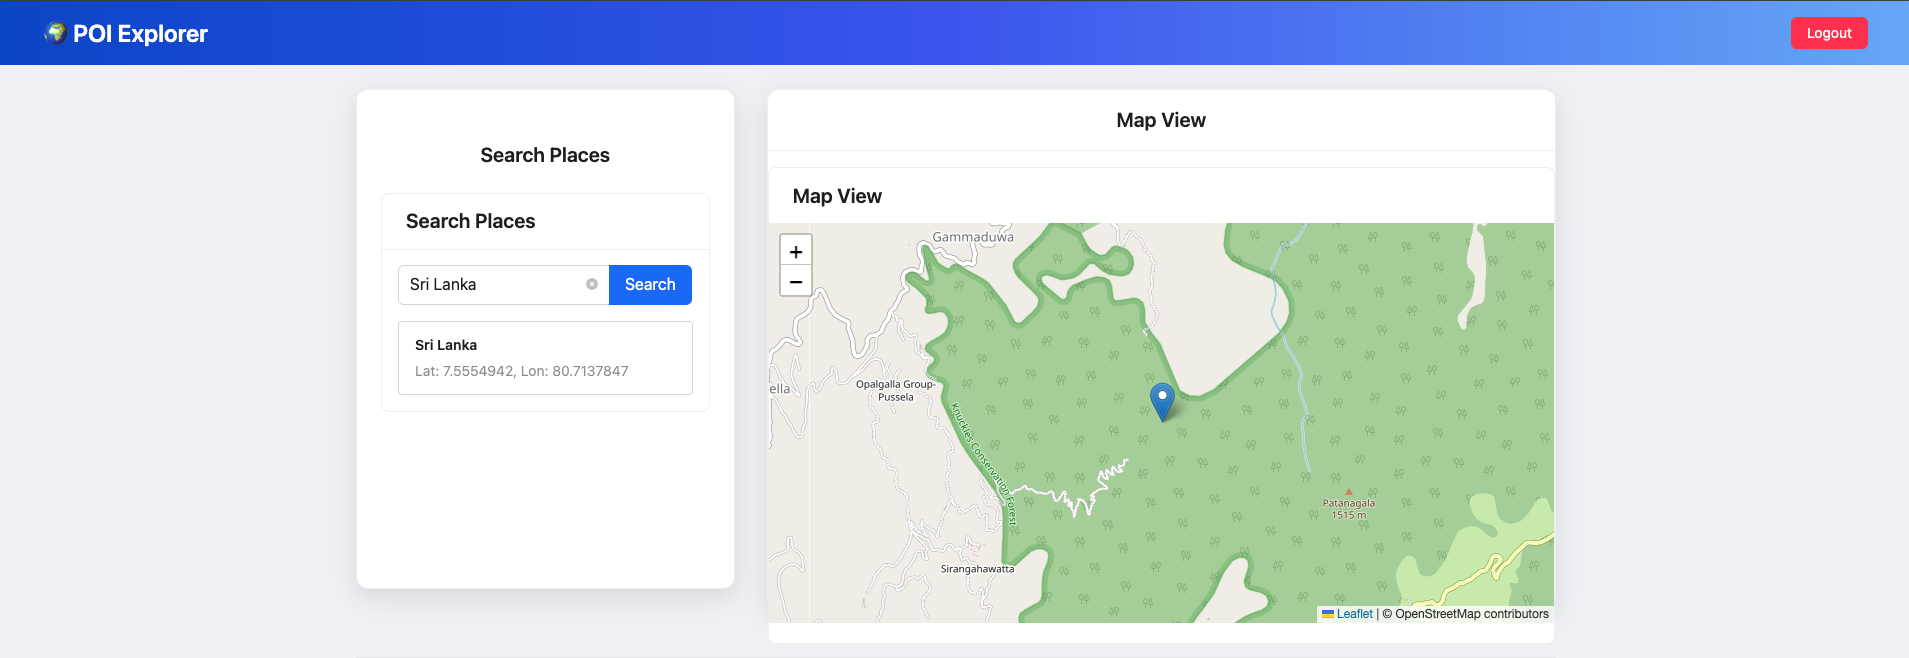 POI Explorer
Logout
Search Places
Search Places
Sri Lanka
Search
Sri Lanka
Lat: 7.5554942, Lon: 80.7137847
Map View
Map View
+
−
Gammaduwa
ella
Opalgalla Group-
Pussela
Knuckles Conservation Forest
Patanagala
1515 m
Sirangahawatta
Leaflet | © OpenStreetMap contributors